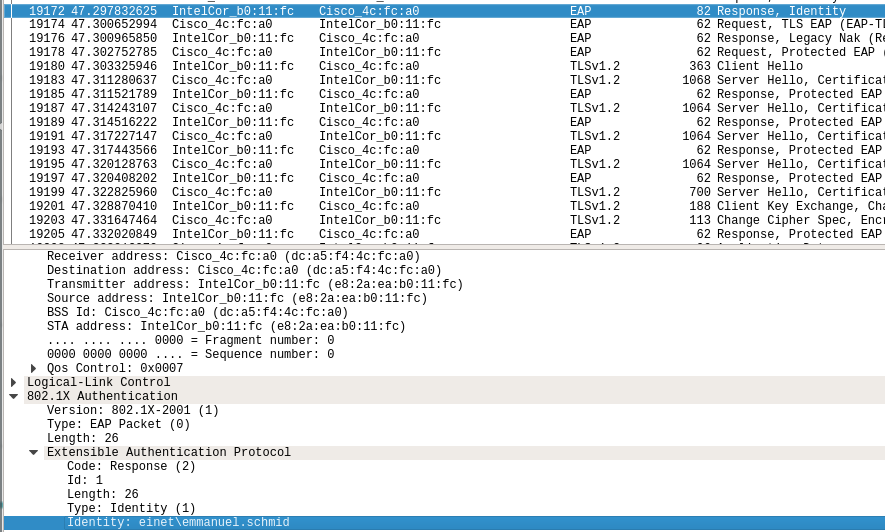 19172 47.297832625 IntelCor_b0:11:fc Cisco_4c:fc:a0 EAP 82 Response, Identity
19174 47.300652994 Cisco_4c:fc:a0 IntelCor_b0:11:fc EAP 62 Request, TLS EAP (EAP-TL
19176 47.300965850 IntelCor_b0:11:fc Cisco_4c:fc:a0 EAP 62 Response, Legacy Nak (Re
19178 47.302752785 Cisco_4c:fc:a0 IntelCor_b0:11:fc EAP 62 Request, Protected EAP (
19180 47.303325946 IntelCor_b0:11:fc Cisco_4c:fc:a0 TLSv1.2 363 Client Hello
19183 47.311280637 Cisco_4c:fc:a0 IntelCor_b0:11:fc TLSv1.2 1068 Server Hello, Certificat
19185 47.311521789 IntelCor_b0:11:fc Cisco_4c:fc:a0 EAP 62 Response, Protected EAP
19187 47.314243107 Cisco_4c:fc:a0 IntelCor_b0:11:fc TLSv1.2 1064 Server Hello, Certificat
19189 47.314516222 IntelCor_b0:11:fc Cisco_4c:fc:a0 EAP 62 Response, Protected EAP
19191 47.317227147 Cisco_4c:fc:a0 IntelCor_b0:11:fc TLSv1.2 1064 Server Hello, Certificat
19193 47.317443566 IntelCor_b0:11:fc Cisco_4c:fc:a0 EAP 62 Response, Protected EAP
19195 47.320128763 Cisco_4c:fc:a0 IntelCor_b0:11:fc TLSv1.2 1064 Server Hello, Certificat
19197 47.320408202 IntelCor_b0:11:fc Cisco_4c:fc:a0 EAP 62 Response, Protected EAP
19199 47.322825960 Cisco_4c:fc:a0 IntelCor_b0:11:fc TLSv1.2 700 Server Hello, Certificat
19201 47.328870410 IntelCor_b0:11:fc Cisco_4c:fc:a0 TLSv1.2 188 Client Key Exchange, Cha
19203 47.331647464 Cisco_4c:fc:a0 IntelCor_b0:11:fc TLSv1.2 113 Change Cipher Spec, Encr
19205 47.332020849 IntelCor_b0:11:fc Cisco_4c:fc:a0 EAP 62 Response, Protected EAP
Receiver address: Cisco_4c:fc:a0 (dc:a5:f4:4c:fc:a0)
Destination address: Cisco_4c:fc:a0 (dc:a5:f4:4c:fc:a0)
Transmitter address: IntelCor_b0:11:fc (e8:2a:ea:b0:11:fc)
Source address: IntelCor_b0:11:fc (e8:2a:ea:b0:11:fc)
BSS Id: Cisco_4c:fc:a0 (dc:a5:f4:4c:fc:a0)
STA address: IntelCor_b0:11:fc (e8:2a:ea:b0:11:fc)
.... .... .... 0000 = Fragment number: 0
0000 0000 0000 .... = Sequence number: 0
Qos Control: 0x0007
Logical-Link Control
802.1X Authentication
Version: 802.1X-2001 (1)
Type: EAP Packet (0)
Length: 26
Extensible Authentication Protocol
Code: Response (2)
Id: 1
Length: 26
Type: Identity (1)
Identity: einet\emmanuel.schmid